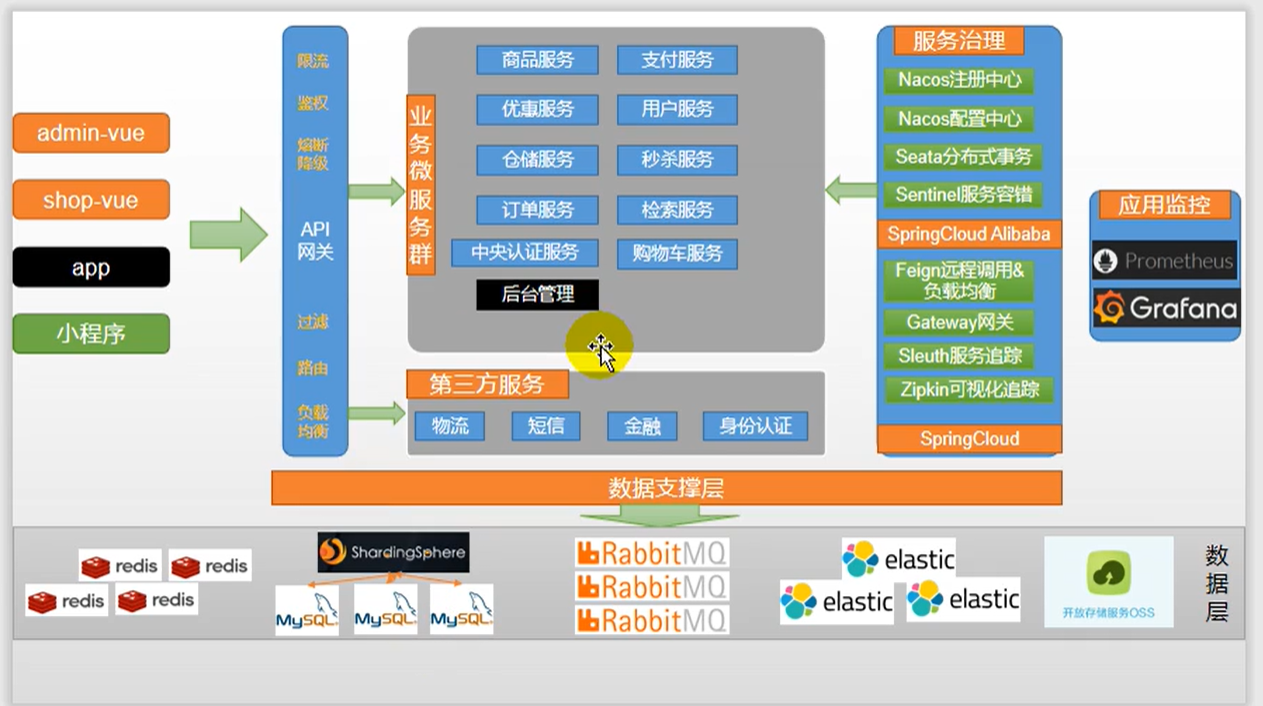 admin-vue
shop-vue
app
小程序
限流
鉴权
熔断
降级
API
网关
过滤
路由
负载
均衡
业务微服务群
商品服务
支付服务
优惠服务
用户服务
仓储服务
秒杀服务
订单服务
检索服务
中央认证服务
购物车服务
后台管理
第三方服务
物流
短信
金融
身份认证
服务治理
Nacos注册中心
Nacos配置中心
Seata分布式事务
Sentinel服务容错
SpringCloud Alibaba
Feign远程调用&
负载均衡
Gateway网关
Sleuth服务追踪
Zipkin可视化追踪
SpringCloud
应用监控
Prometheus
Grafana
数据支撑层
redis
redis
redis
redis
ShardingSphere
MySQL
MySQL
MySQL
RabbitMQ
RabbitMQ
RabbitMQ
elastic
elastic
elastic
开放存储服务OSS
数据层